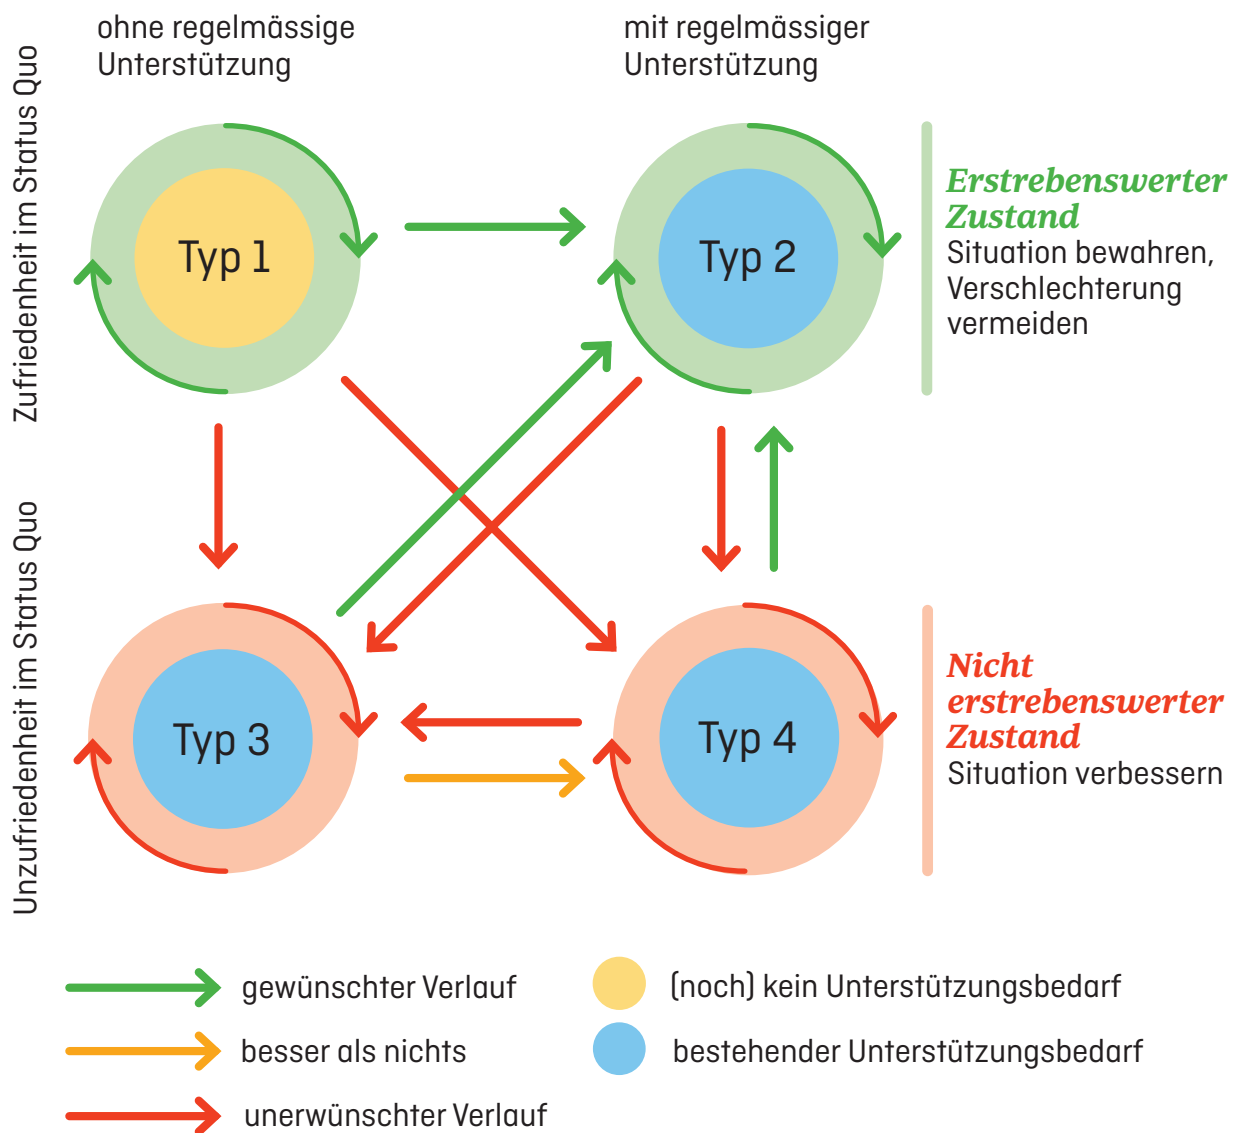 ohne regelmässige
Unterstützung
mit regelmässiger
Unterstützung
Zufriedenheit im Status Quo
Typ 1
Typ 2
Erstrebenswerter
Zustand
Situation bewahren,
Verschlechterung
vermeiden
Unzufriedenheit im Status Quo
Typ 3
Typ 4
Nicht
erstrebenswerter
Zustand
Situation verbessern
gewünschter Verlauf
besser als nichts
unerwünschter Verlauf
(noch) kein Unterstützungsbedarf
bestehender Unterstützungsbedarf